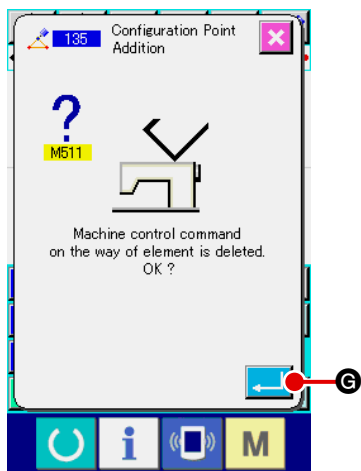 135 Configuration Point
Addition
?
M511
Machine control command
on the way of element is deleted.
OK ?
G
i M